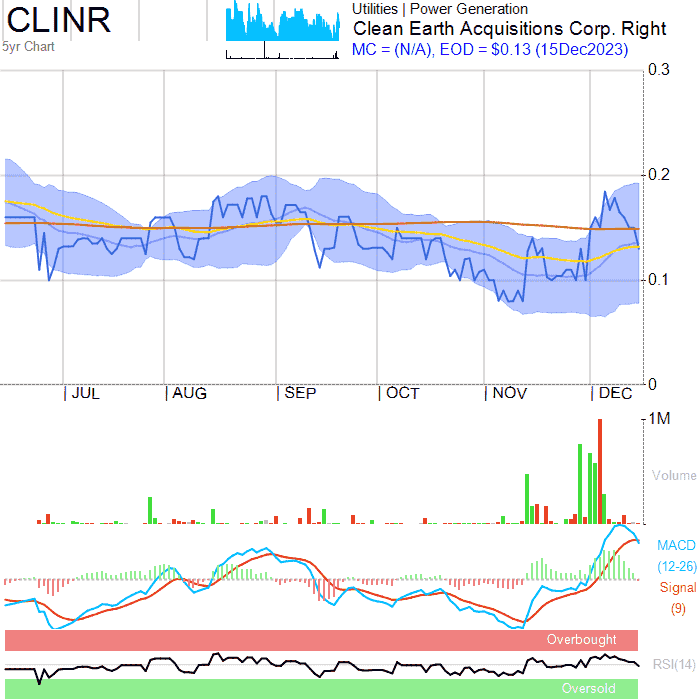 CLINR
5yr Chart
Utilities | Power Generation
Clean Earth Acquisitions Corp. Right
MC = (N/A), EOD = $0.13 (15Dec2023)
0.3
0.2
0.1
0
JUL
AUG
SEP
OCT
NOV
DEC
1M
Volume
MACD
(12-26)
Signal
(9)
Overbought
RSI(14)
Oversold